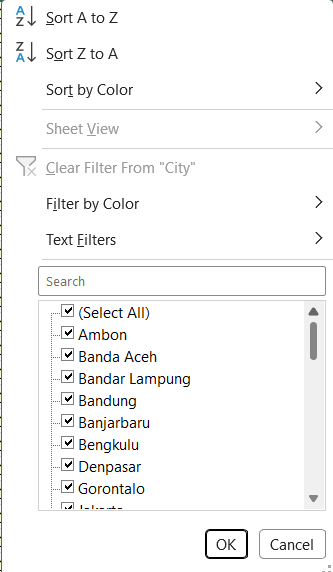 Sort A to Z
Sort Z to A
Sort by Color
Sheet View
Clear Filter From "City"
Filter by Color
Text Filters
Search
(Select All)
Ambon
Banda Aceh
Bandar Lampung
Bandung
Banjarbaru
Bengkulu
Denpasar
Gorontalo
Jakarta
OK
Cancel